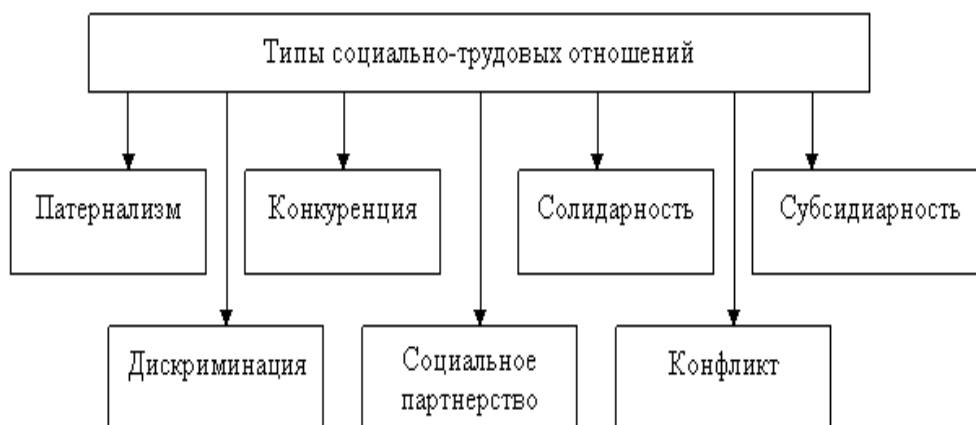 Типы социально-трудовых отношений
Патернализм
Конкуренция
Солидарность
Субсидиарность
Дискриминация
Социальное
партнерство
Конфликт